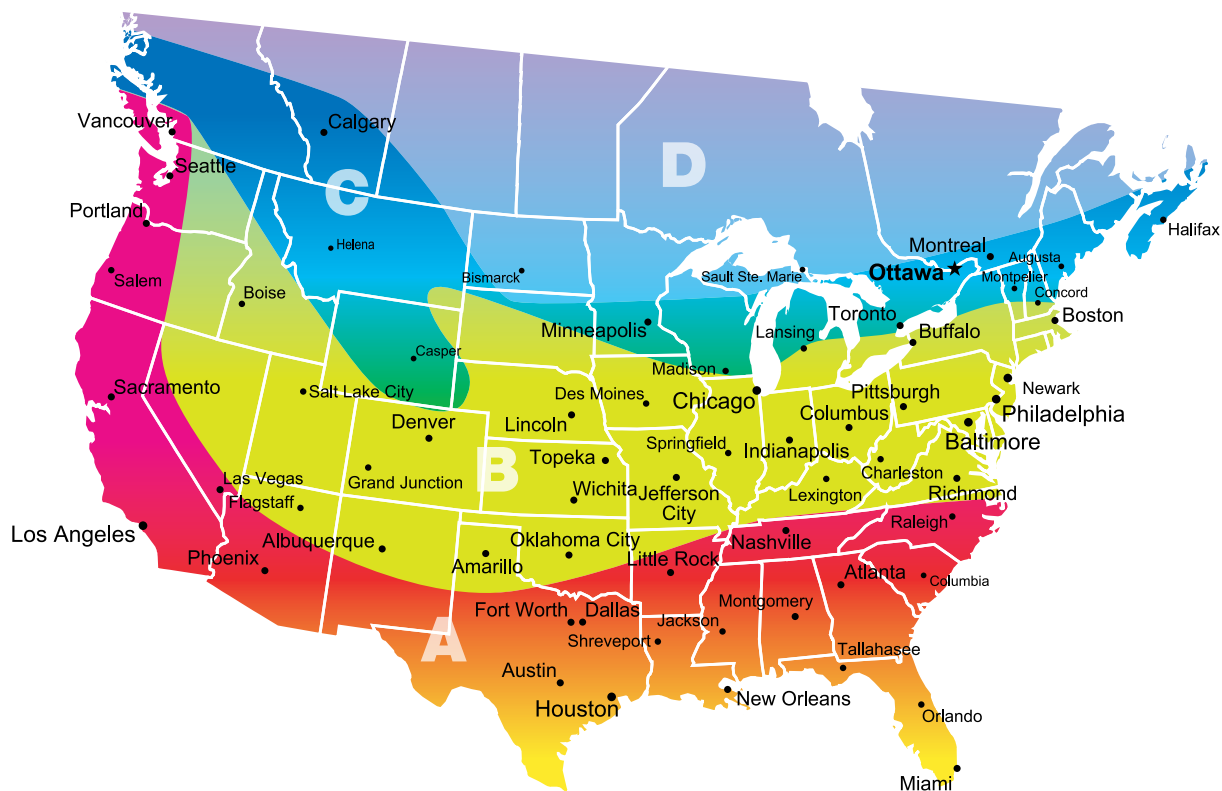 Vancouver
Calgary
Seattle
C
D
Portland
Halifax
Helena
Montreal
Augusta
Bismarck
Sault Ste. Marie
Ottawa
Montpelier
Salem
Boise
Concord
Toronto
Boston
Minneapolis
Lansing
Buffalo
Casper
Madison
Sacramento
Salt Lake City
Des Moines
Chicago
Pittsburgh
Newark
Denver
Lincoln
Columbus
Philadelphia
Springfield
Indianapolis
Baltimore
Topeka
B
Las Vegas
Grand Junction
Charleston
Flagstaff
Wichita
Jefferson
City
Lexington
Richmond
Los Angeles
Raleigh
Albuquerque
Oklahoma City
Nashville
Phoenix
Amarillo
Little Rock
Atlanta
Columbia
Fort Worth
Dallas
Montgomery
A
Shreveport
Jackson
Tallahasee
Austin
Houston
New Orleans
Orlando
Miami